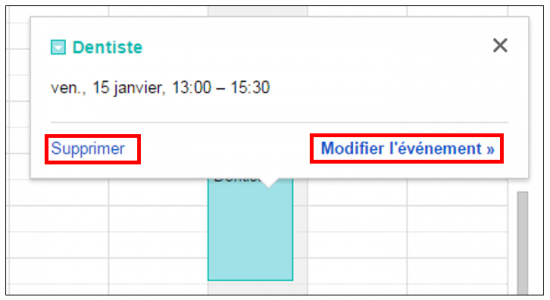 Dentiste
ven., 15 janvier, 13:00 – 15:30
Supprimer
Modifier l'événement »